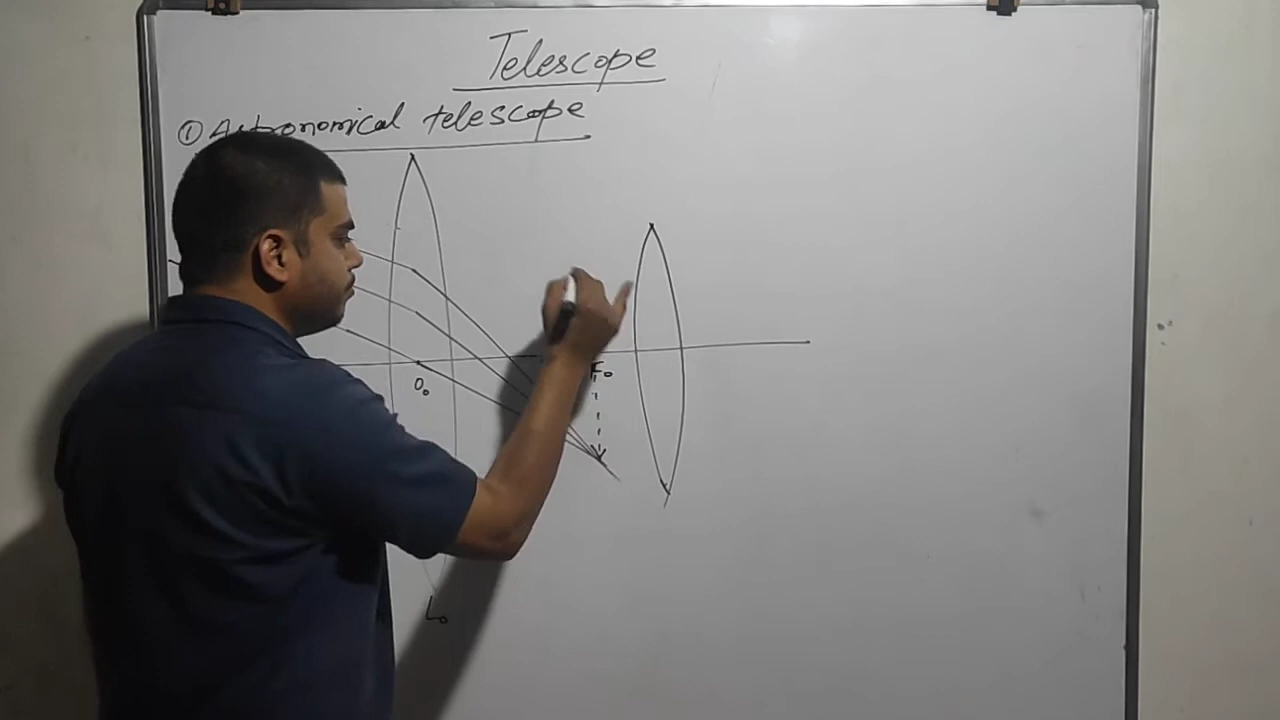 Telescope
① Astronomical telescope
O₀
F₀
L₀